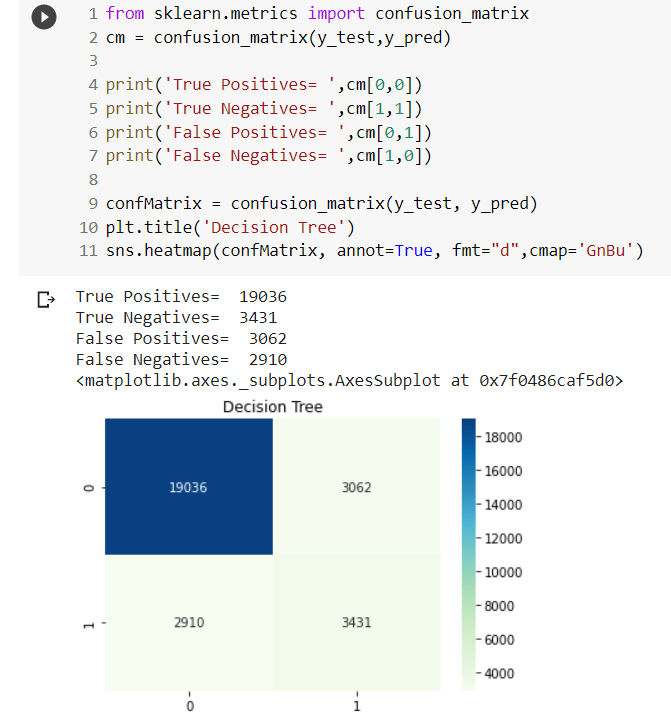 1 from sklearn.metrics import confusion_matrix
2 cm = confusion_matrix(y_test,y_pred)
3
4 print('True Positives= ',cm[0,0])
5 print('True Negatives= ',cm[1,1])
6 print('False Positives= ',cm[0,1])
7 print('False Negatives= ',cm[1,0])
8
9 confMatrix = confusion_matrix(y_test, y_pred)
10 plt.title('Decision Tree')
11 sns.heatmap(confMatrix, annot=True, fmt="d",cmap='GnBu')
True Positives=  19036
True Negatives=  3431
False Positives=  3062
False Negatives=  2910
<matplotlib.axes._subplots.AxesSubplot at 0x7f0486caf5d0>
Decision Tree
18000
16000
14000
12000
10000
8000
6000
4000
0 19036 3062
1 2910 3431
0 1